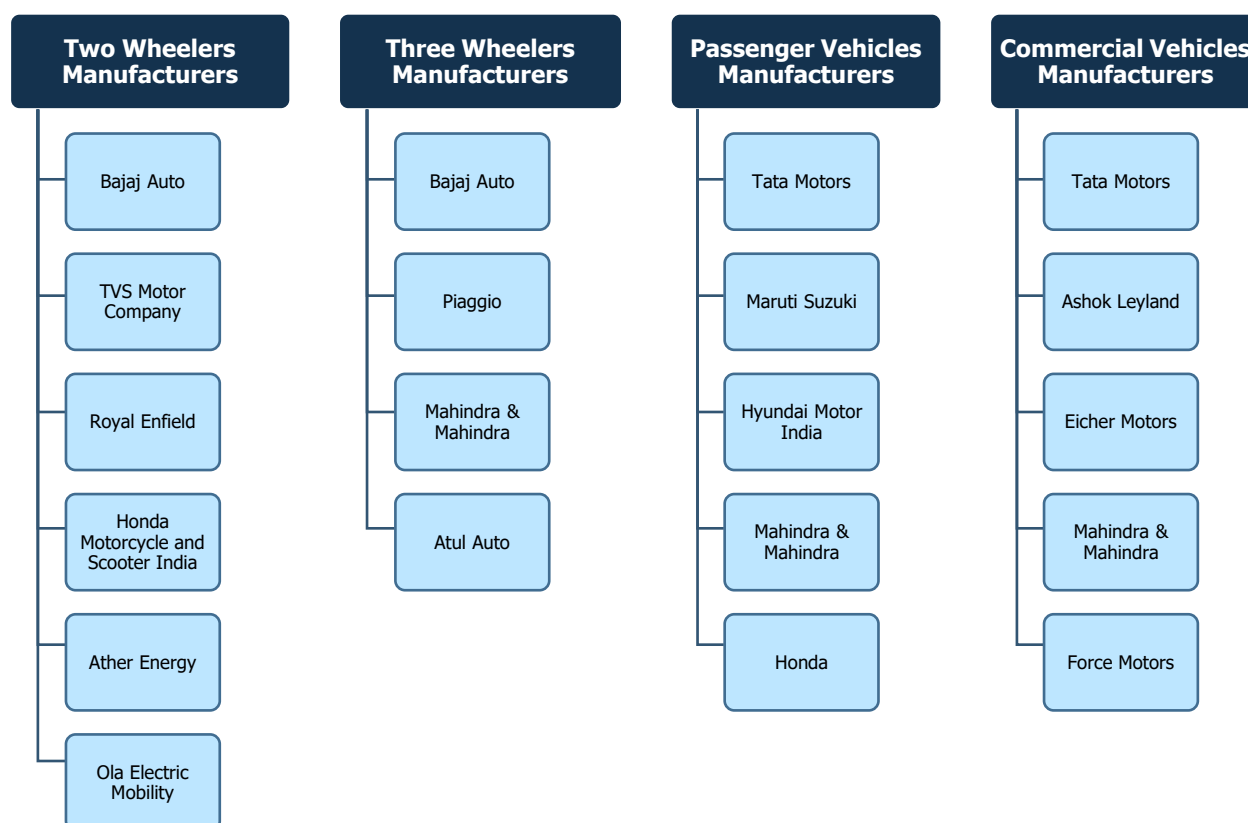 Two Wheelers
Manufacturers
Bajaj Auto
TVS Motor
Company
Royal Enfield
Honda
Motorcycle and
Scooter India
Ather Energy
Ola Electric
Mobility
Three Wheelers
Manufacturers
Bajaj Auto
Piaggio
Mahindra &
Mahindra
Atul Auto
Passenger Vehicles
Manufacturers
Tata Motors
Maruti Suzuki
Hyundai Motor
India
Mahindra &
Mahindra
Honda
Commercial Vehicles
Manufacturers
Tata Motors
Ashok Leyland
Eicher Motors
Mahindra &
Mahindra
Force Motors